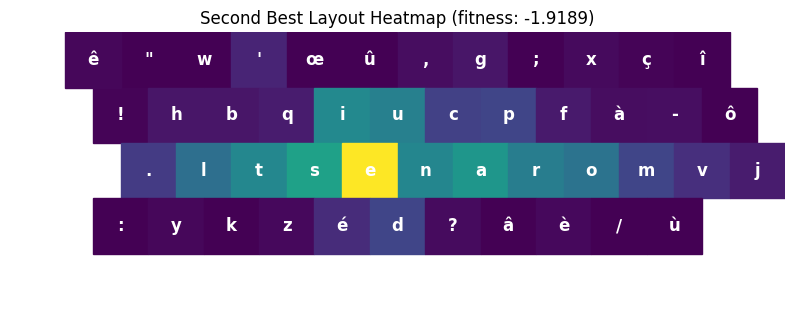 Second Best Layout Heatmap (fitness: -1.9189)
ê " w ' œ û , g ; x ç î
! h b q i u c p f à - ô
. l t s e n a r o m v j
: y k z é d ? â è / ù